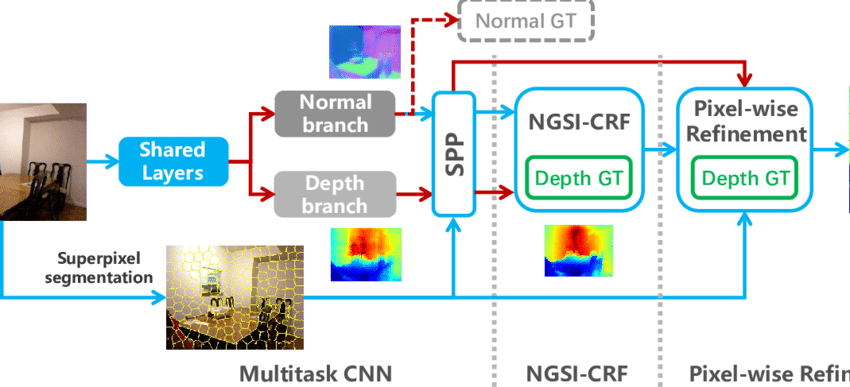 Normal GT
Normal
branch
Shared
Layers
Depth
branch
SPP
NGSI-CRF
Depth GT
Pixel-wise
Refinement
Depth GT
Superpixel
segmentation
Multitask CNN
NGSI-CRF
Pixel-wise Refin